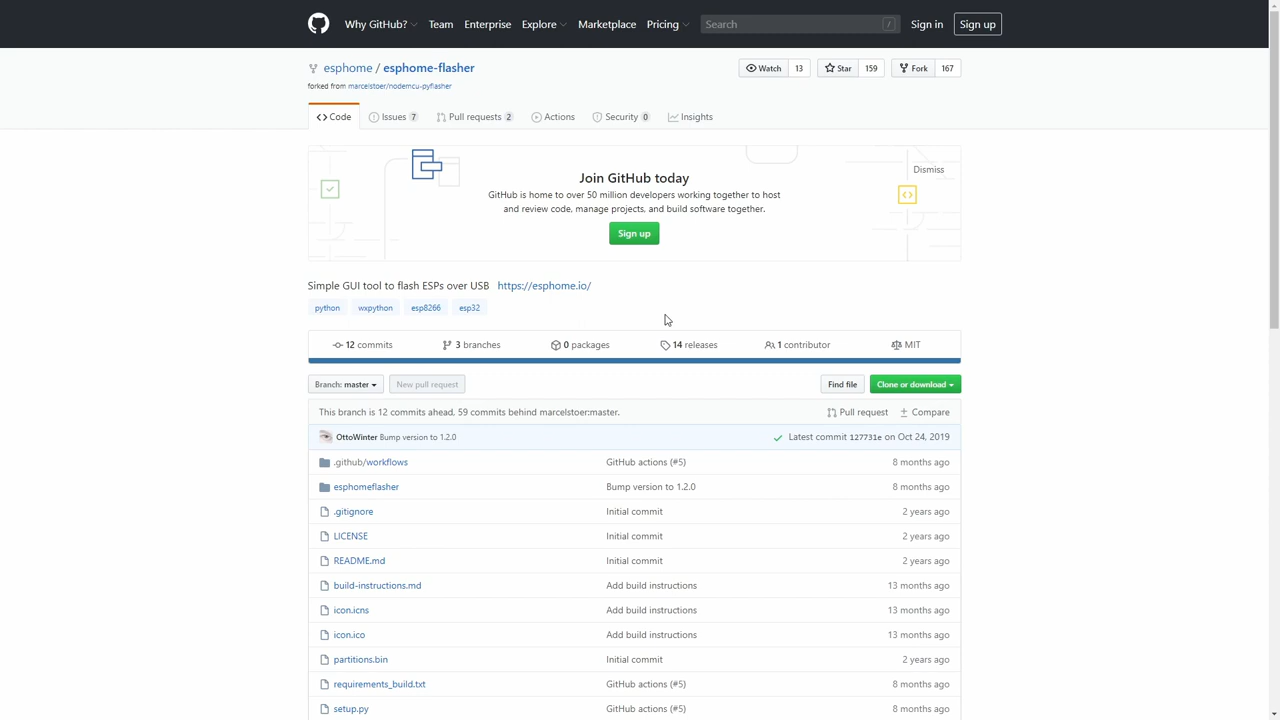 Why GitHub? Team Enterprise Explore Marketplace Pricing Search / Sign in Sign up
esphome / esphome-flasher Watch 13 Star 159 Fork 167
forked from marcelstoer/nodemcu-pyflasher
Code Issues 7 Pull requests 2 Actions Security 0 Insights
Dismiss
Join GitHub today
GitHub is home to over 50 million developers working together to host
and review code, manage projects, and build software together.
Sign up
Simple GUI tool to flash ESPs over USB https://esphome.io/
python wxpython esp8266 esp32
12 commits 3 branches 0 packages 14 releases 1 contributor MIT
Branch: master New pull request Find file Clone or download
This branch is 12 commits ahead, 59 commits behind marcelstoer:master. Pull request Compare
OttoWinter Bump version to 1.2.0 Latest commit 127731e on Oct 24, 2019
.github/workflows GitHub actions (#5) 8 months ago
esphomeflasher Bump version to 1.2.0 8 months ago
.gitignore Initial commit 2 years ago
LICENSE Initial commit 2 years ago
README.md Initial commit 2 years ago
build-instructions.md Add build instructions 13 months ago
icon.icns Add build instructions 13 months ago
icon.ico Add build instructions 13 months ago
partitions.bin Initial commit 2 years ago
requirements_build.txt GitHub actions (#5) 8 months ago
setup.py GitHub actions (#5) 8 months ago